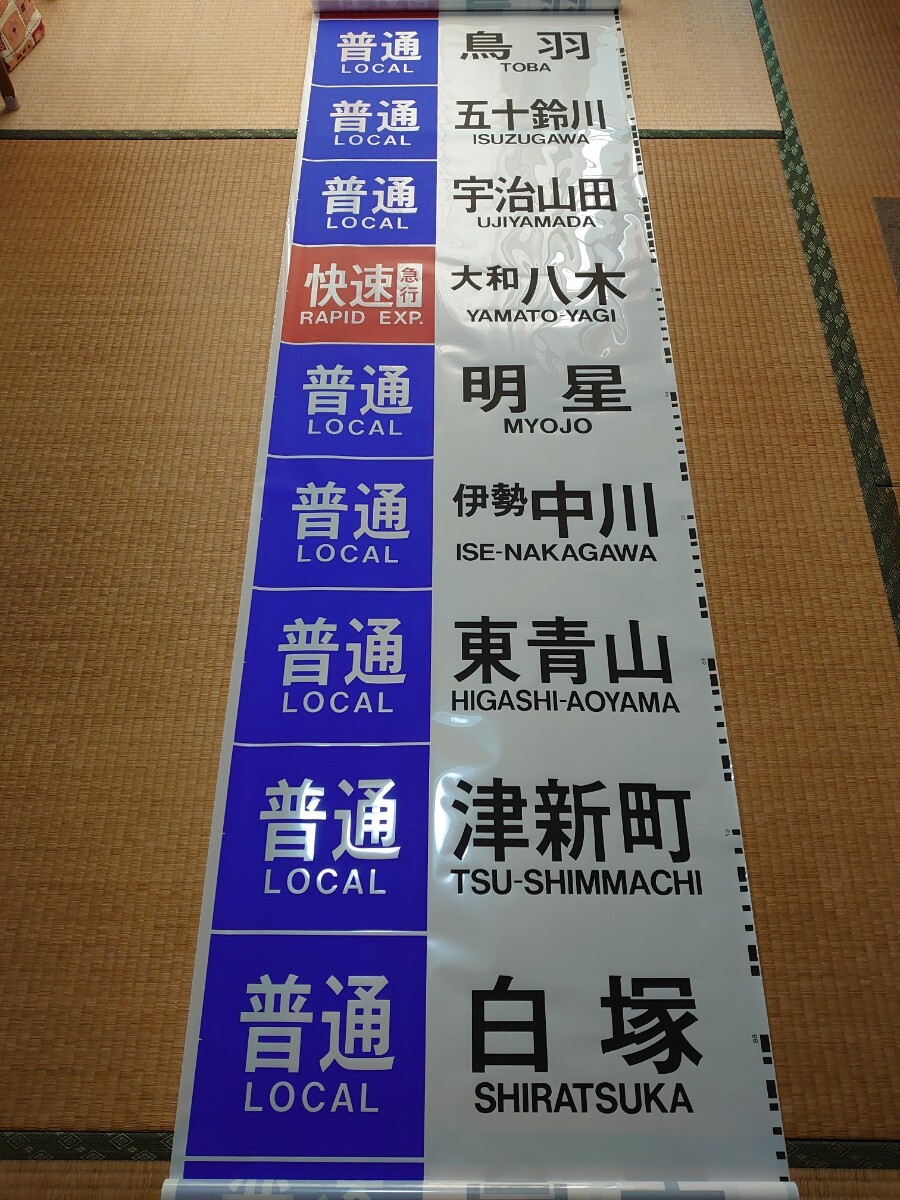 普通 鳥羽
LOCAL TOBA
普通 五十鈴川
LOCAL ISUZUGAWA
普通 宇治山田
LOCAL UJIYAMADA
快速急行 大和八木
RAPID EXP. YAMATO-YAGI
普通 明星
LOCAL MYOJO
普通 伊勢中川
LOCAL ISE-NAKAGAWA
普通 東青山
LOCAL HIGASHI-AOYAMA
普通 津新町
LOCAL TSU-SHIMMACHI
普通 白塚
LOCAL SHIRATSUKA